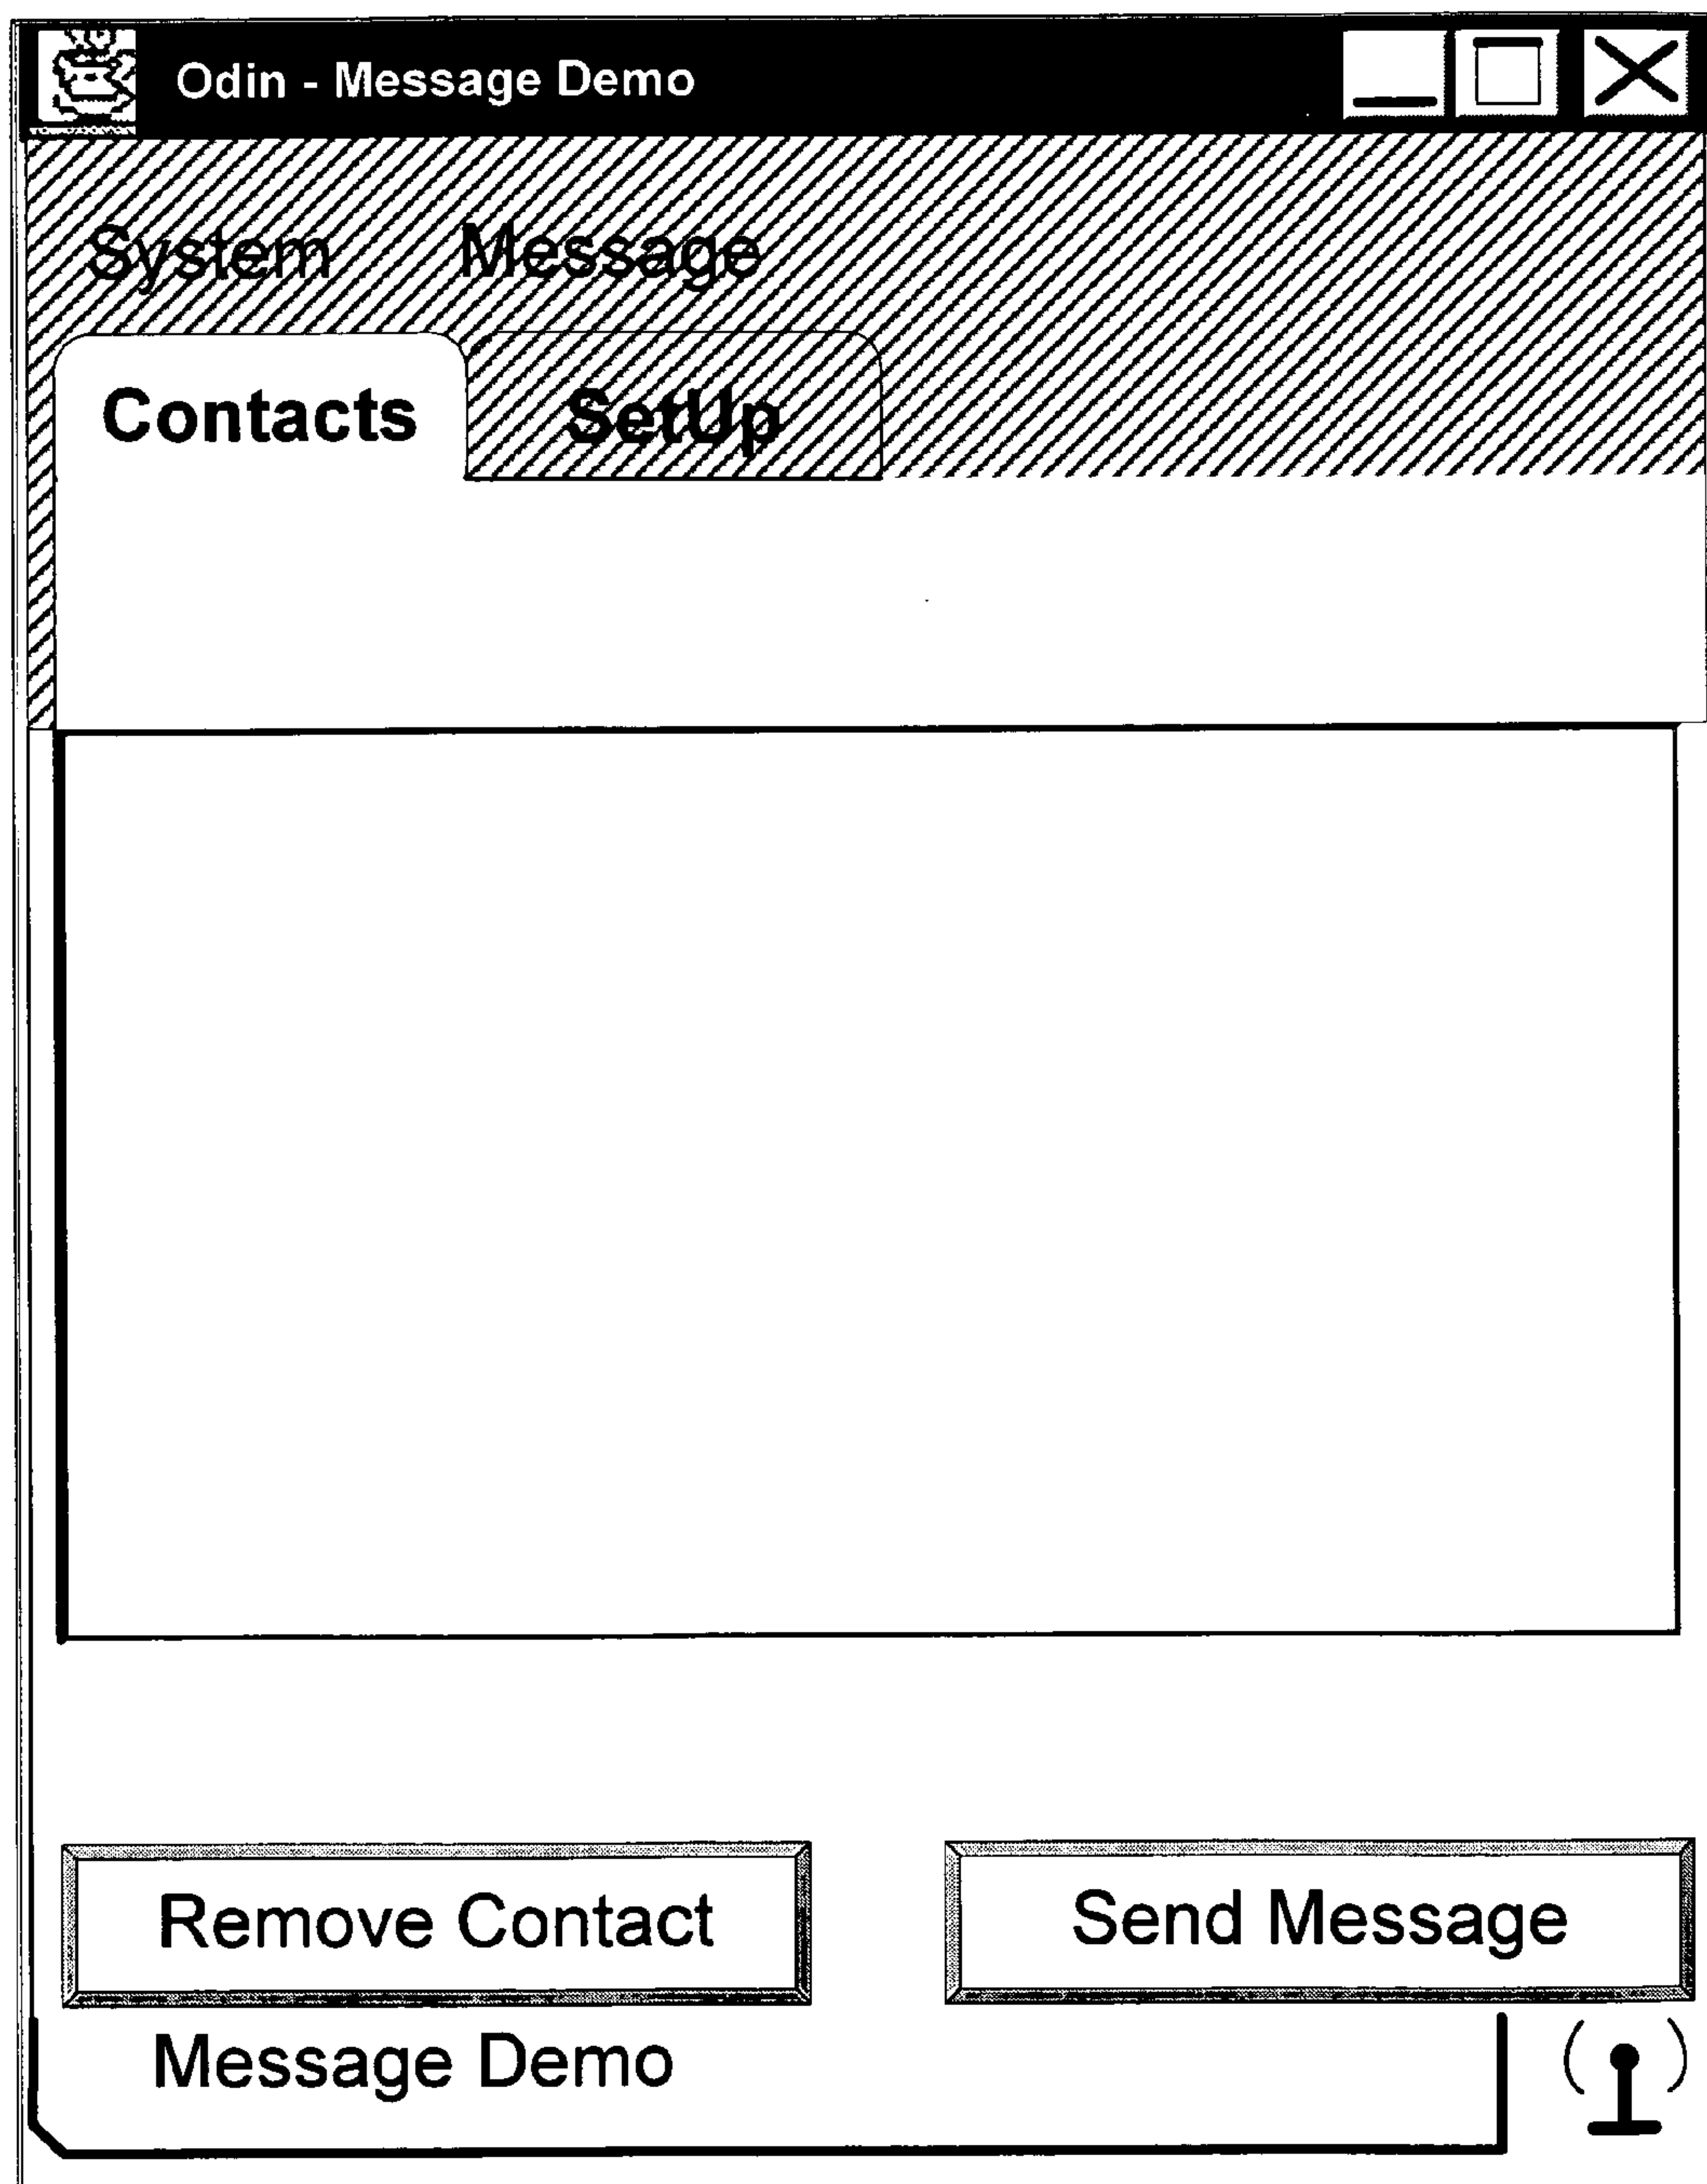 Odin - Message Demo
System Message
Contacts SetUp
Remove Contact Send Message
Message Demo